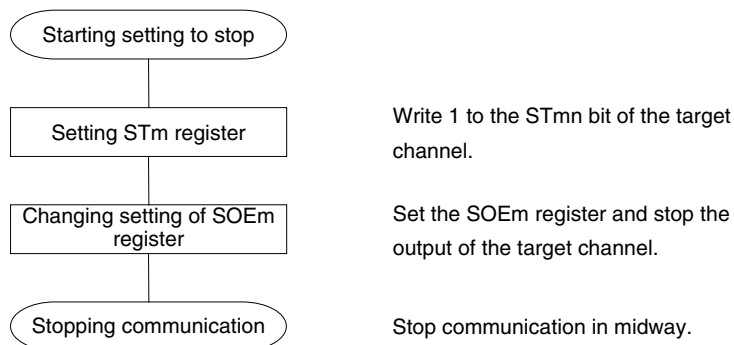 Starting setting to stop
Setting STm register
Write 1 to the STmn bit of the target
channel.
Changing setting of SOEm
register
Set the SOEm register and stop the
output of the target channel.
Stopping communication
Stop communication in midway.